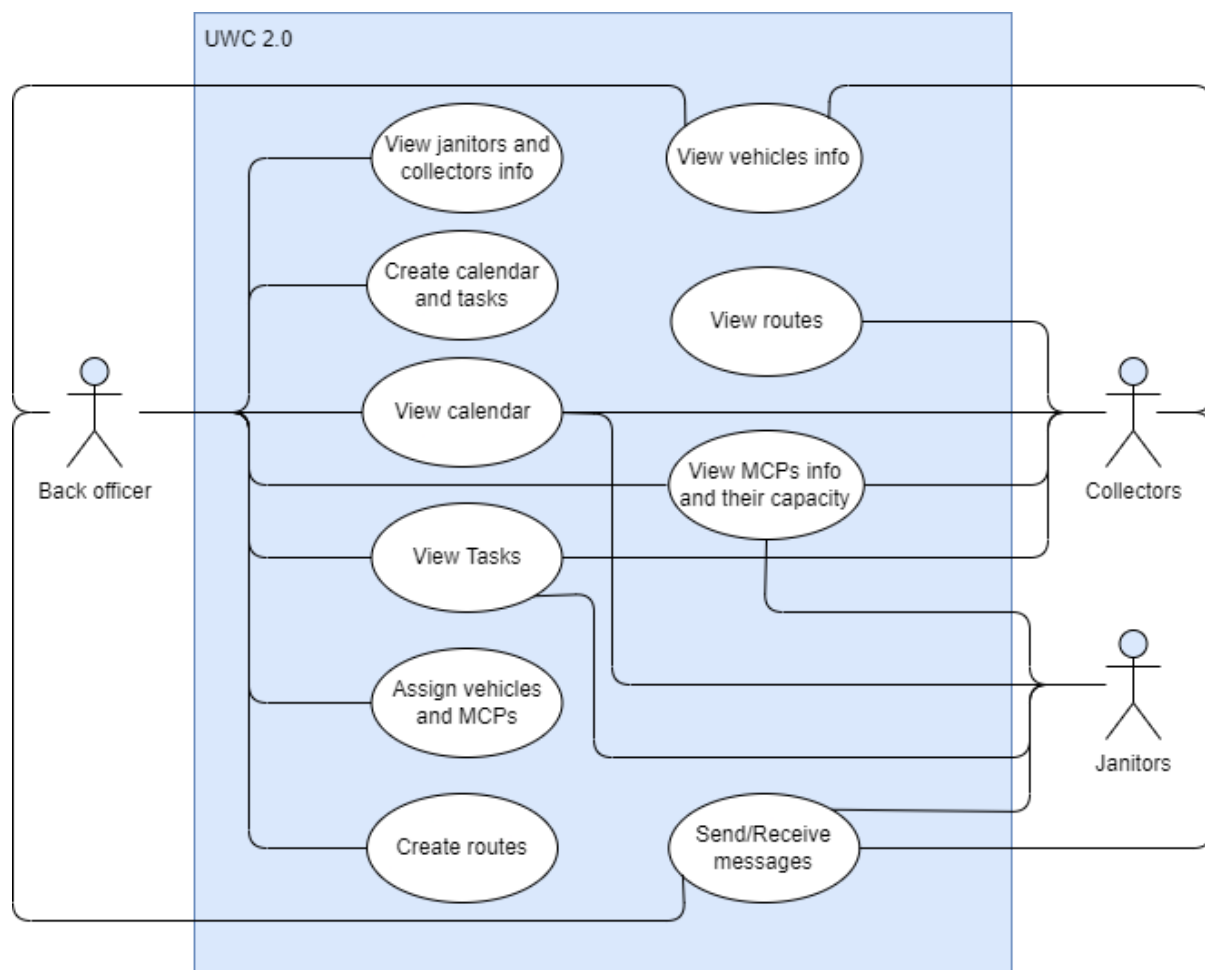 UWC 2.0
View janitors and
collectors info
View vehicles info
Create calendar
and tasks
View routes
View calendar
View MCPs info
and their capacity
Back officer
Collectors
View Tasks
Assign vehicles
and MCPs
Janitors
Create routes
Send/Receive
messages